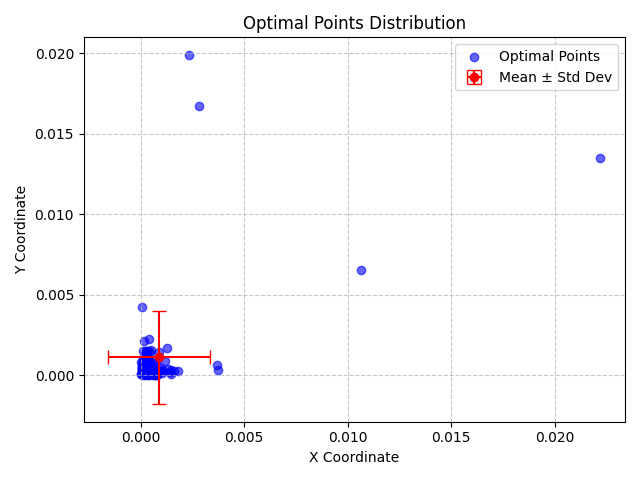 Optimal Points Distribution
Optimal Points
Mean ± Std Dev
Y Coordinate
0.020
0.015
0.010
0.005
0.000
0.000
0.005
0.010
0.015
0.020
X Coordinate